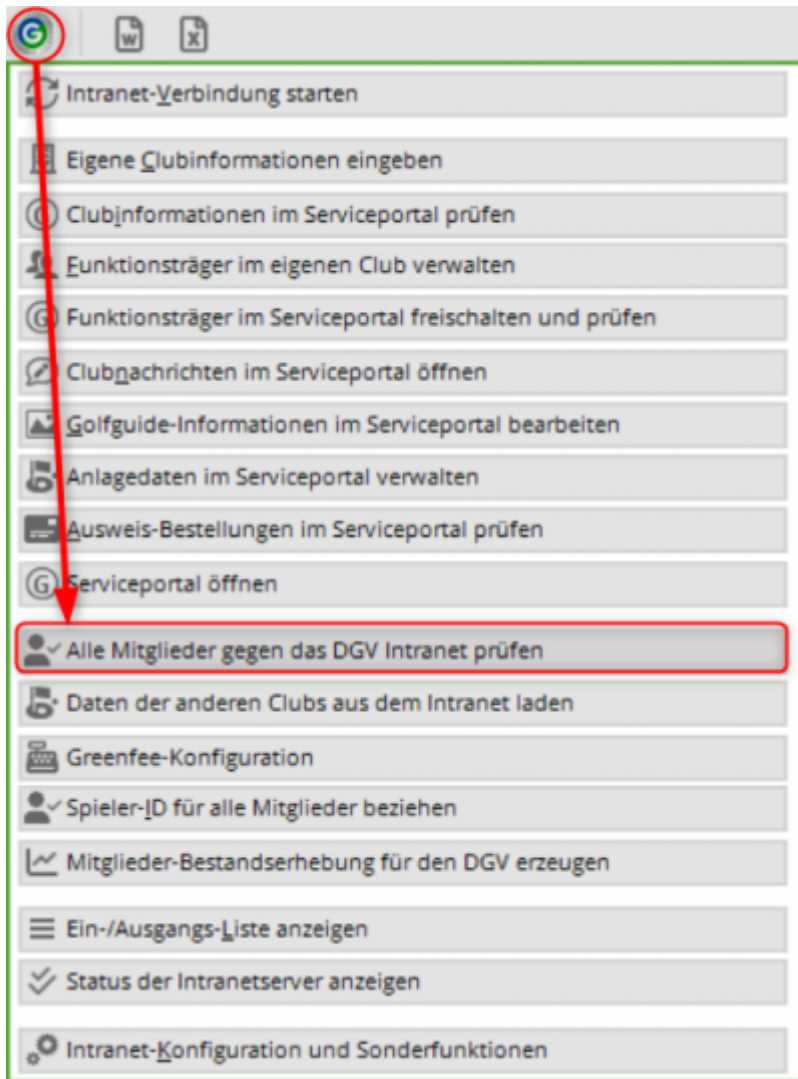 G
W
X
Intranet-Verbindung starten
Eigene Clubinformationen eingeben
Clubinformationen im Serviceportal prüfen
Funktionsträger im eigenen Club verwalten
Funktionsträger im Serviceportal freischalten und prüfen
Clubnachrichten im Serviceportal öffnen
Golfguide-Informationen im Serviceportal bearbeiten
Anlagedaten im Serviceportal verwalten
Ausweis-Bestellungen im Serviceportal prüfen
Serviceportal öffnen
Alle Mitglieder gegen das DGV Intranet prüfen
Daten der anderen Clubs aus dem Intranet laden
Greenfee-Konfiguration
Spieler-ID für alle Mitglieder beziehen
Mitglieder-Bestandserhebung für den DGV erzeugen
Ein-/Ausgangs-Liste anzeigen
Status der Intranetserver anzeigen
Intranet-Konfiguration und Sonderfunktionen